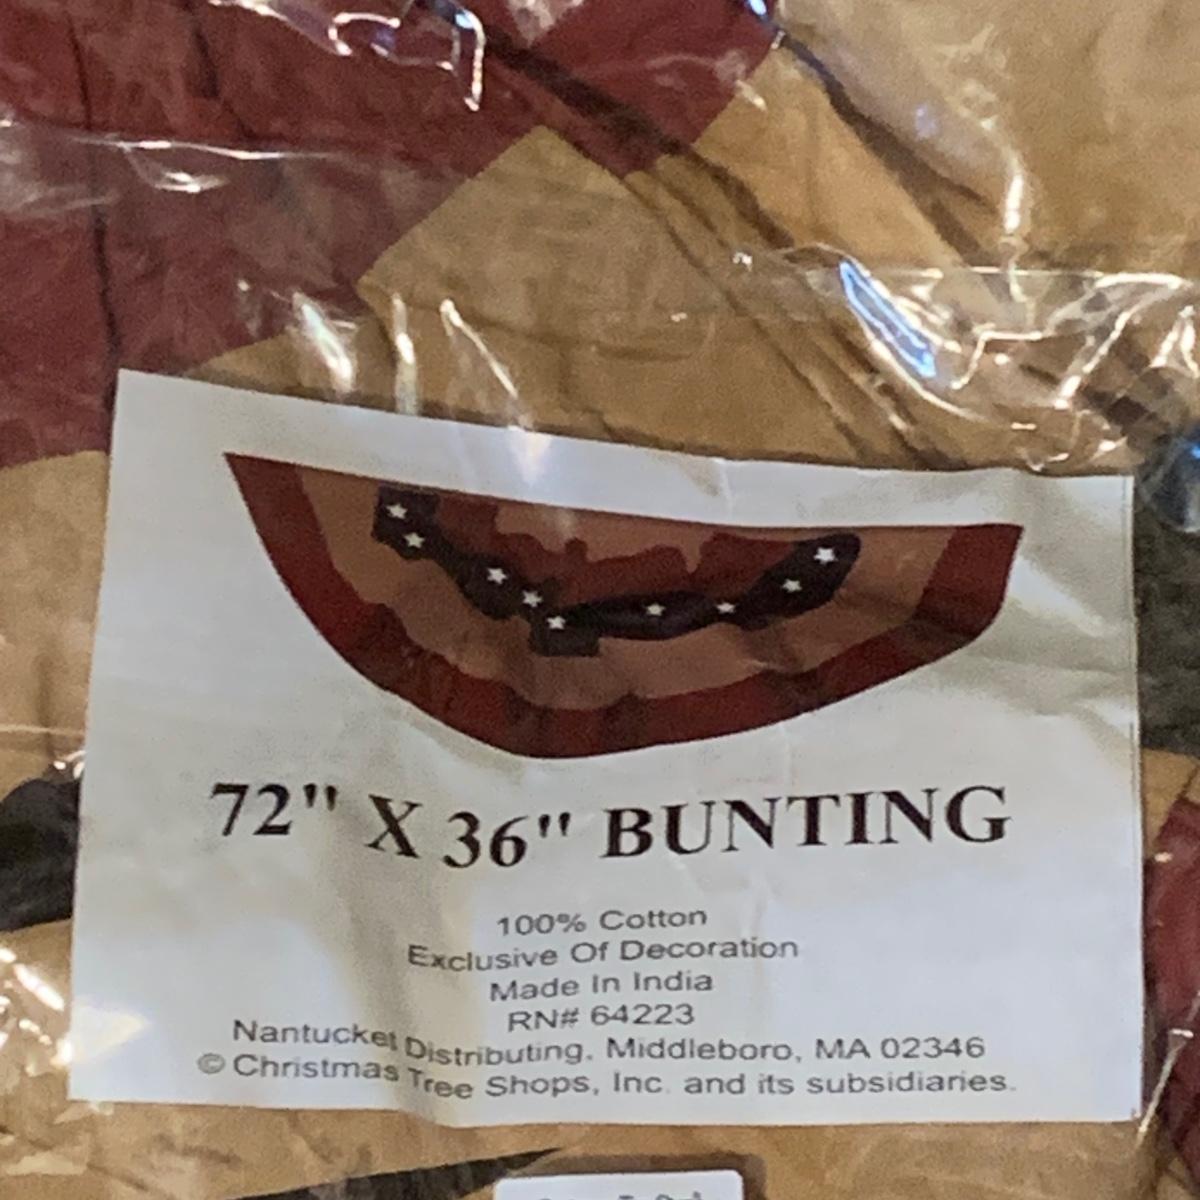 72" X 36" BUNTING
100% Cotton
Exclusive Of Decoration
Made In India
RN# 64223
Nantucket Distributing, Middleboro, MA 02346
© Christmas Tree Shops, Inc. and its subsidiaries.